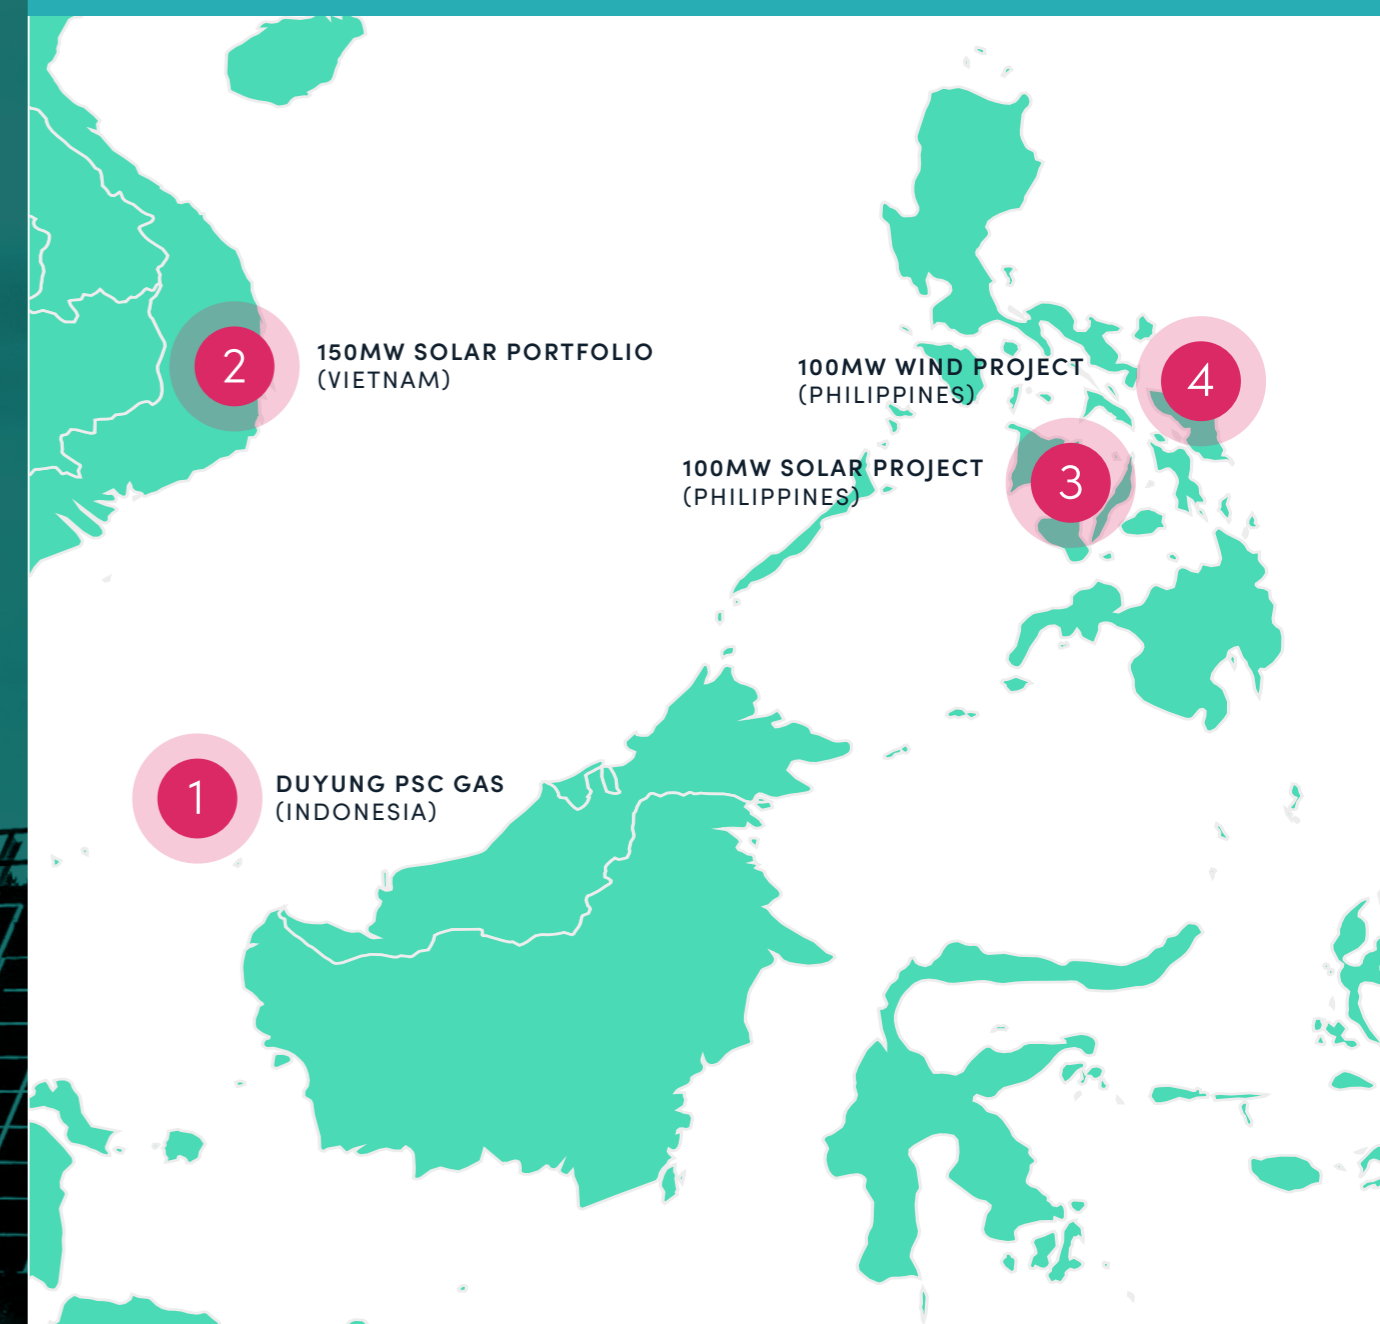 2
150MW SOLAR PORTFOLIO
(VIETNAM)
100MW WIND PROJECT
(PHILIPPINES)
4
100MW SOLAR PROJECT
(PHILIPPINES)
3
1
DUYUNG PSC GAS
(INDONESIA)